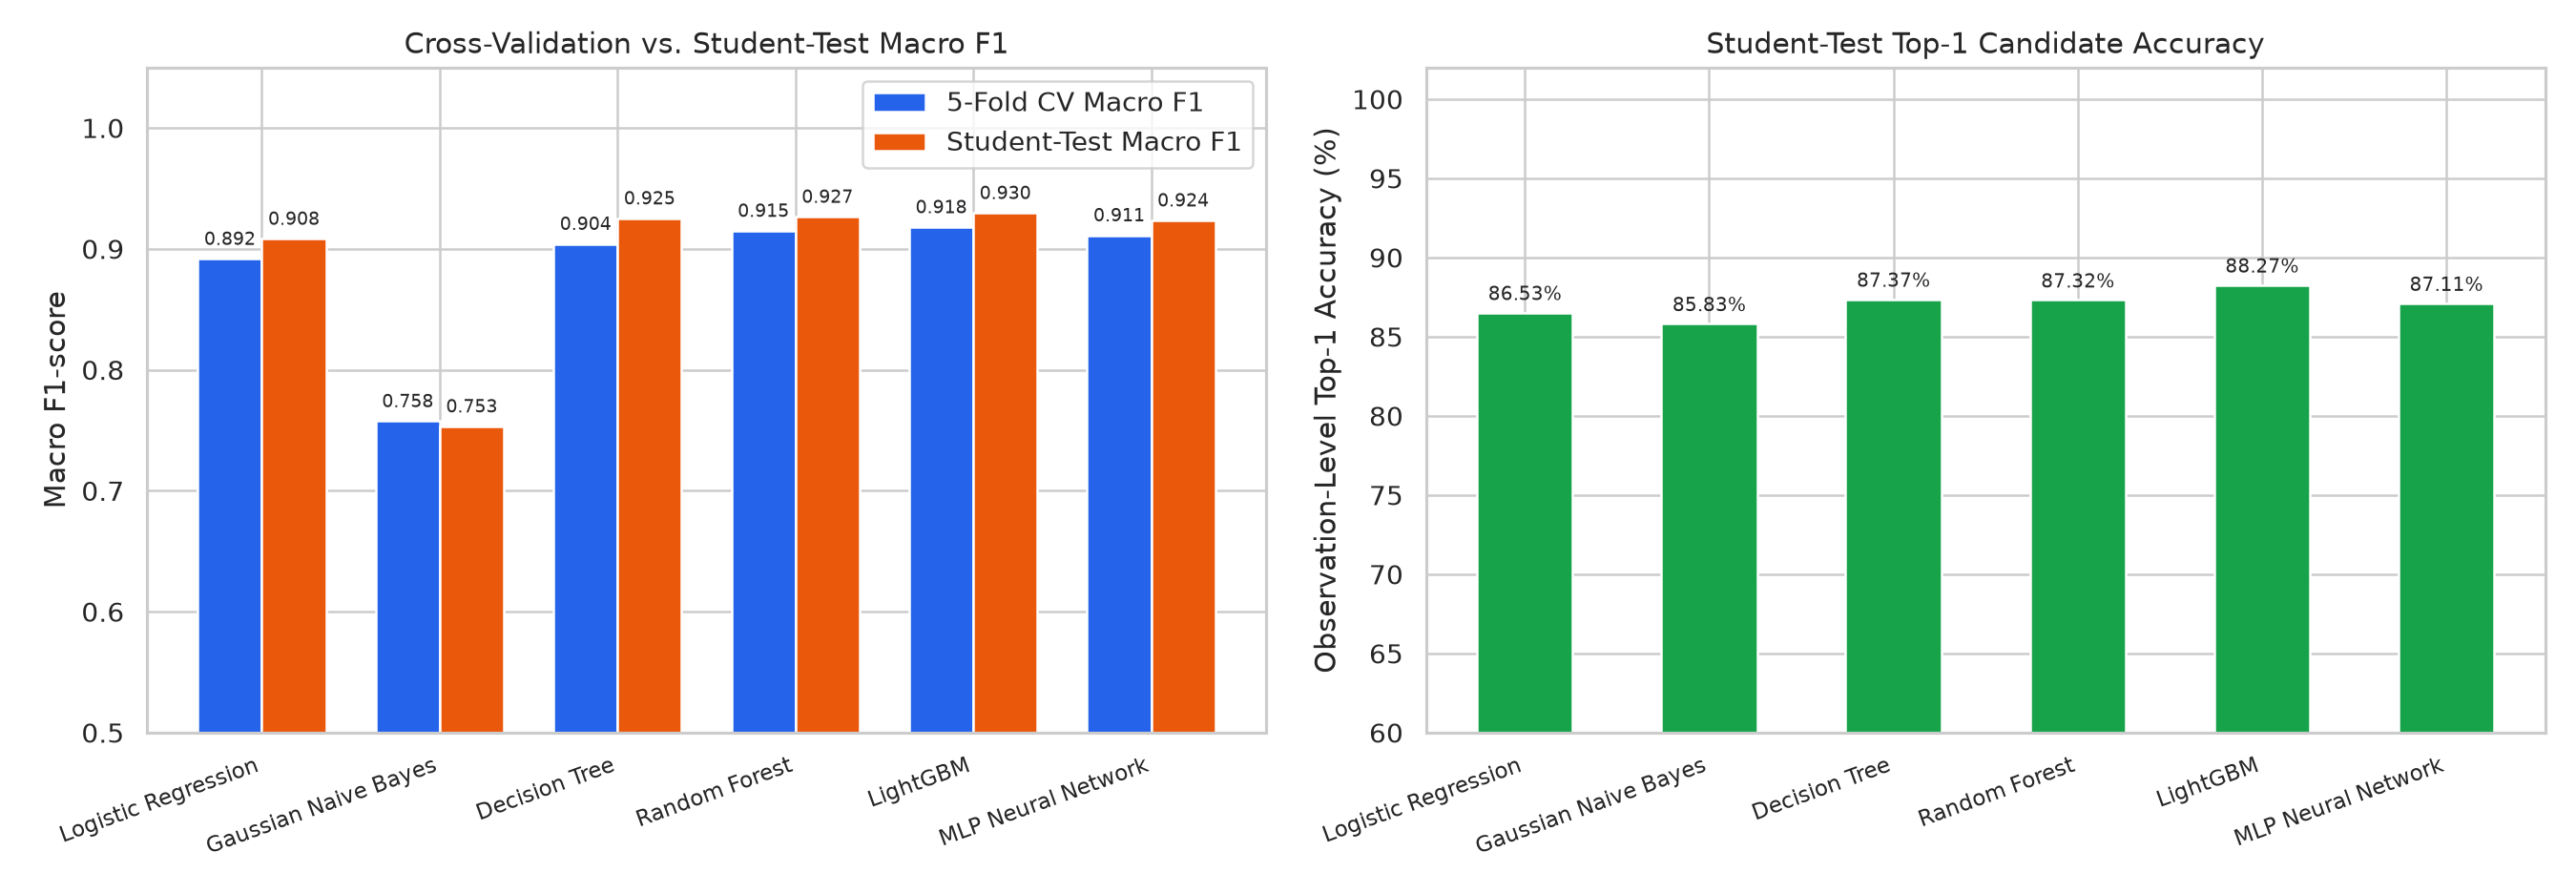 Cross-Validation vs. Student-Test Macro F1
5-Fold CV Macro F1
Student-Test Macro F1
Macro F1-score
1.0
0.9
0.8
0.7
0.6
0.5
0.892
0.908
0.758
0.753
0.904
0.925
0.915
0.927
0.918
0.930
0.911
0.924
Logistic Regression
Gaussian Naive Bayes
Decision Tree
Random Forest
LightGBM
MLP Neural Network
Student-Test Top-1 Candidate Accuracy
Observation-Level Top-1 Accuracy (%)
100
95
90
85
80
75
70
65
60
86.53%
85.83%
87.37%
87.32%
88.27%
87.11%
Logistic Regression
Gaussian Naive Bayes
Decision Tree
Random Forest
LightGBM
MLP Neural Network